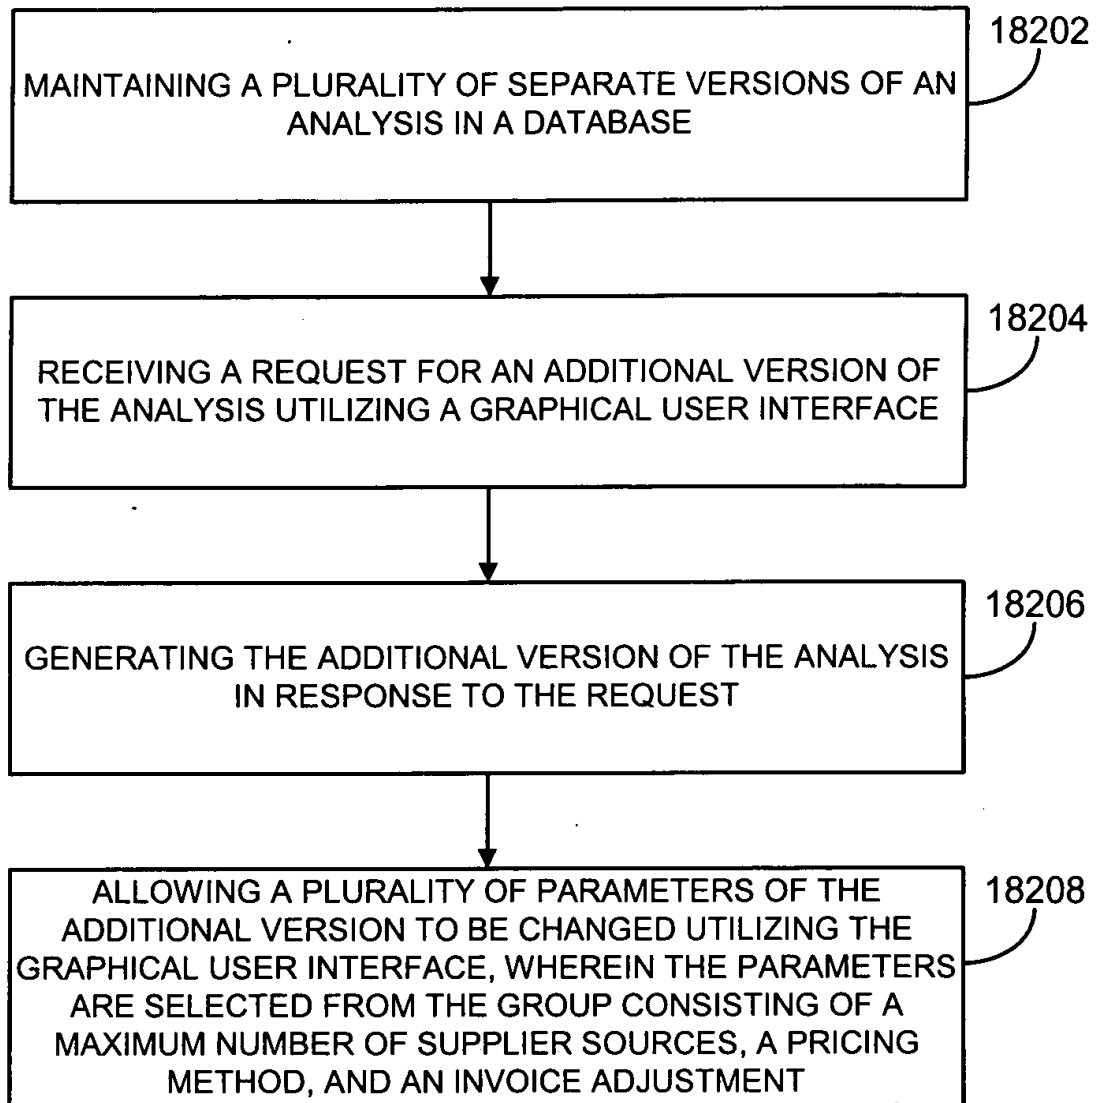 18202
MAINTAINING A PLURALITY OF SEPARATE VERSIONS OF AN
ANALYSIS IN A DATABASE
18204
RECEIVING A REQUEST FOR AN ADDITIONAL VERSION OF
THE ANALYSIS UTILIZING A GRAPHICAL USER INTERFACE
18206
GENERATING THE ADDITIONAL VERSION OF THE ANALYSIS
IN RESPONSE TO THE REQUEST
18208
ALLOWING A PLURALITY OF PARAMETERS OF THE
ADDITIONAL VERSION TO BE CHANGED UTILIZING THE
GRAPHICAL USER INTERFACE, WHEREIN THE PARAMETERS
ARE SELECTED FROM THE GROUP CONSISTING OF A
MAXIMUM NUMBER OF SUPPLIER SOURCES, A PRICING
METHOD, AND AN INVOICE ADJUSTMENT